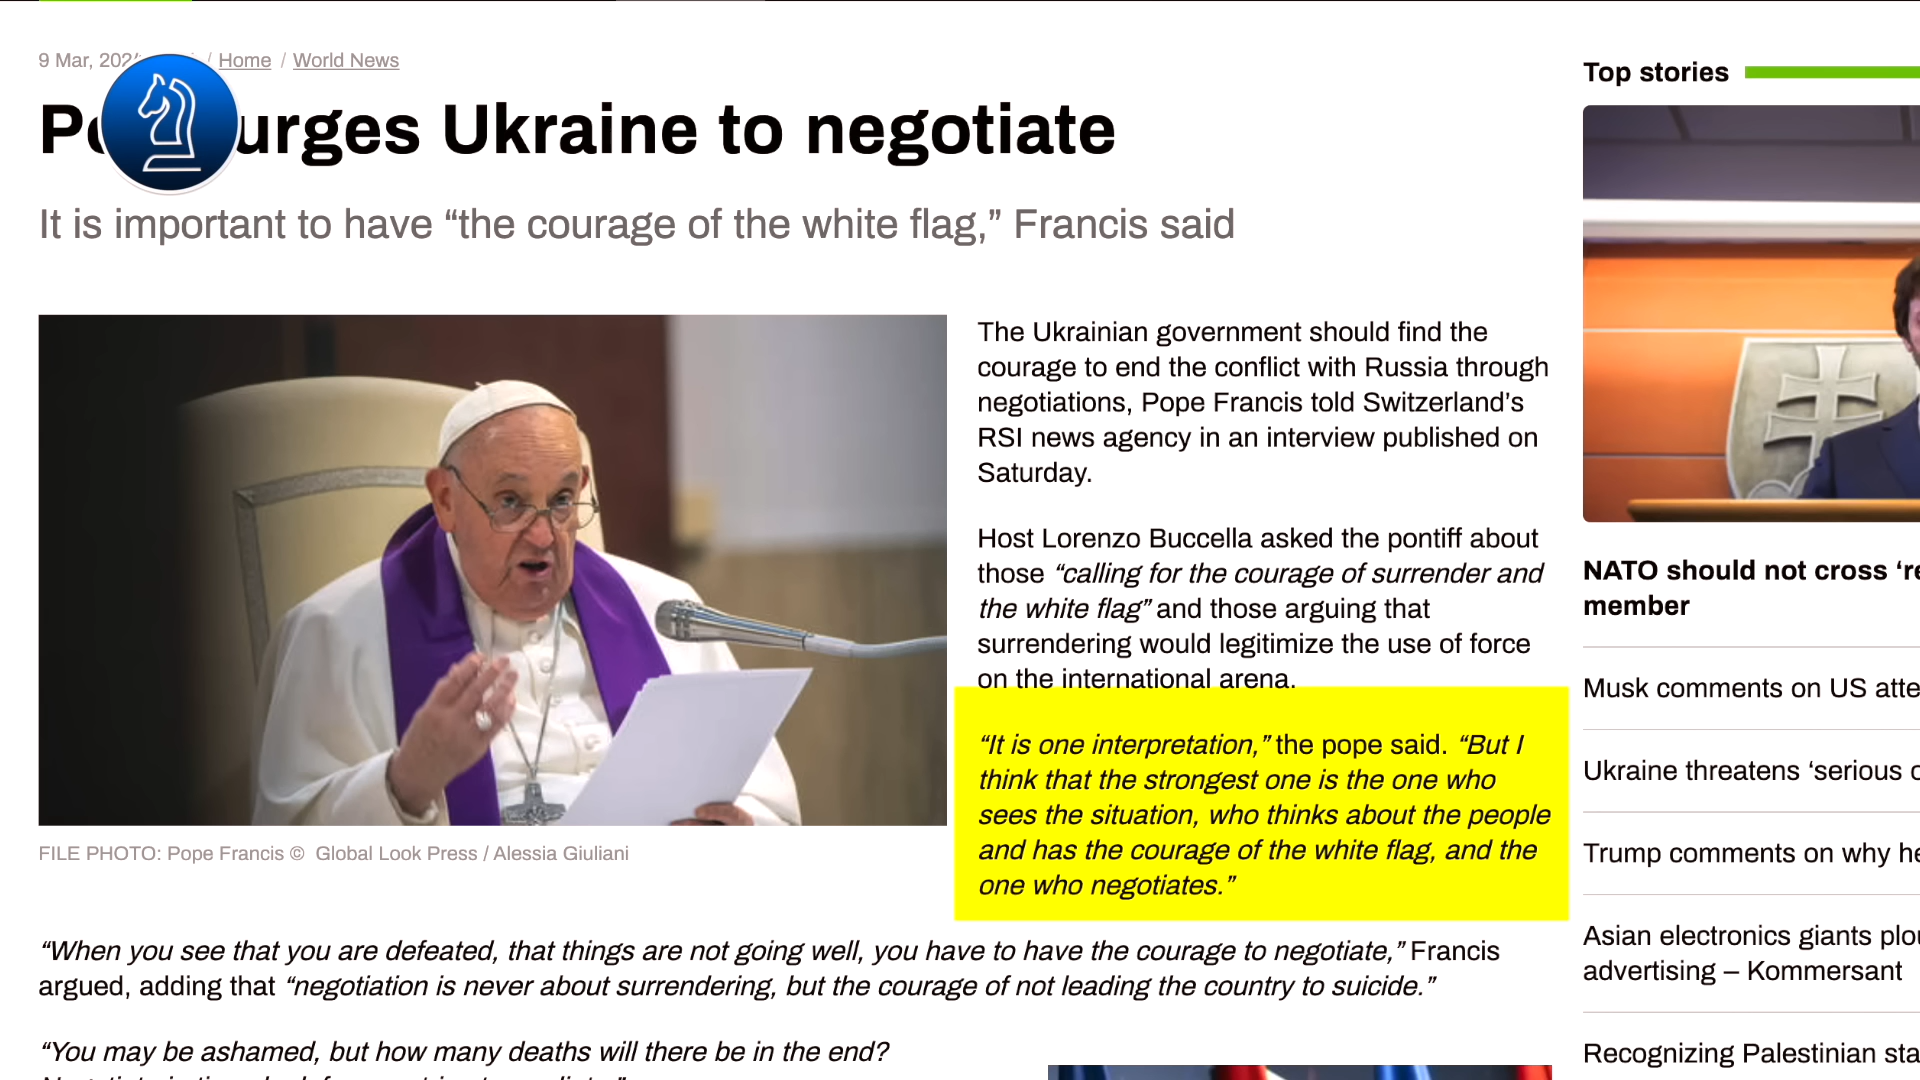 9 Mar, 202 / Home / World News
urges Ukraine to negotiate
It is important to have “the courage of the white flag,” Francis said
The Ukrainian government should find the
courage to end the conflict with Russia through
negotiations, Pope Francis told Switzerland’s
RSI news agency in an interview published on
Saturday.
Host Lorenzo Buccella asked the pontiff about
those “calling for the courage of surrender and
the white flag” and those arguing that
surrendering would legitimize the use of force
on the international arena.
“It is one interpretation,” the pope said. “But I
think that the strongest one is the one who
sees the situation, who thinks about the people
and has the courage of the white flag, and the
one who negotiates.”
FILE PHOTO: Pope Francis © Global Look Press / Alessia Giuliani
“When you see that you are defeated, that things are not going well, you have to have the courage to negotiate,” Francis
argued, adding that “negotiation is never about surrendering, but the courage of not leading the country to suicide.”
“You may be ashamed, but how many deaths will there be in the end?
Top stories
NATO should not cross ‘re
member
Musk comments on US atte
Ukraine threatens ‘serious
Trump comments on why he
Asian electronics giants plo
advertising – Kommersant
Recognizing Palestinian sta